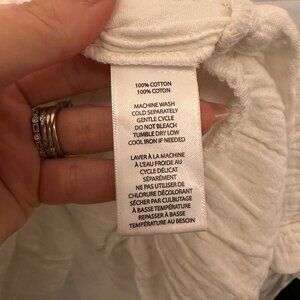 100% COTTON
100% COTON
MACHINE WASH
COLD SEPARATELY
GENTLE CYCLE
DO NOT BLEACH
TUMBLE DRY LOW
COOL IRON IF NEEDED
LAVER À LA MACHINE
À L'EAU FROIDE AU
CYCLE DÉLICAT
SÉPARÉMENT
NE PAS UTILISER DE
CHLORURE DÉCOLORANT
SÉCHER PAR CULBUTAGE
À BASSE TEMPÉRATURE
REPASSER À BASSE
TEMPÉRATURE AU BESOIN